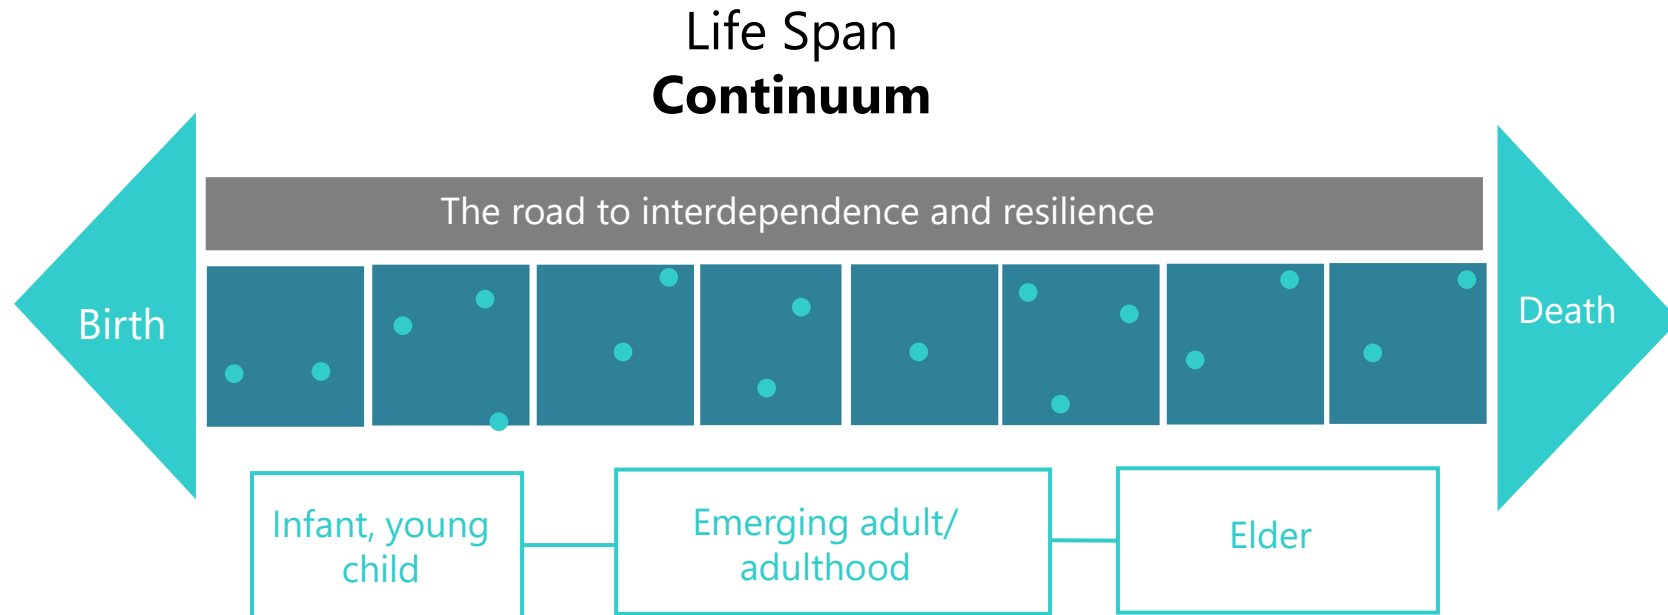 Life Span
Continuum
The road to interdependence and resilience
Birth
Death
Infant, young
child
Emerging adult/
adulthood
Elder